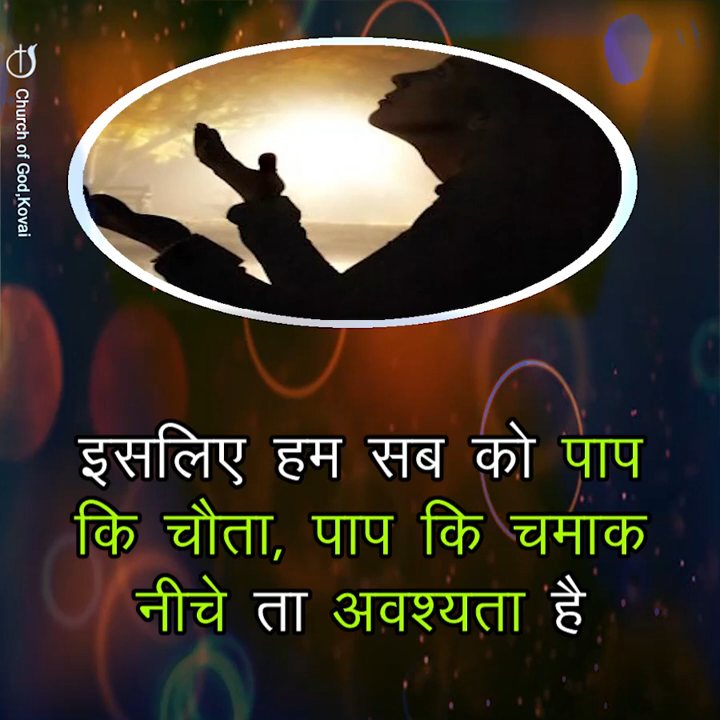 Church of God,Kovai
इसलिए हम सब को पाप
कि चौता, पाप कि चमाक
नीचे ता अवश्यता है